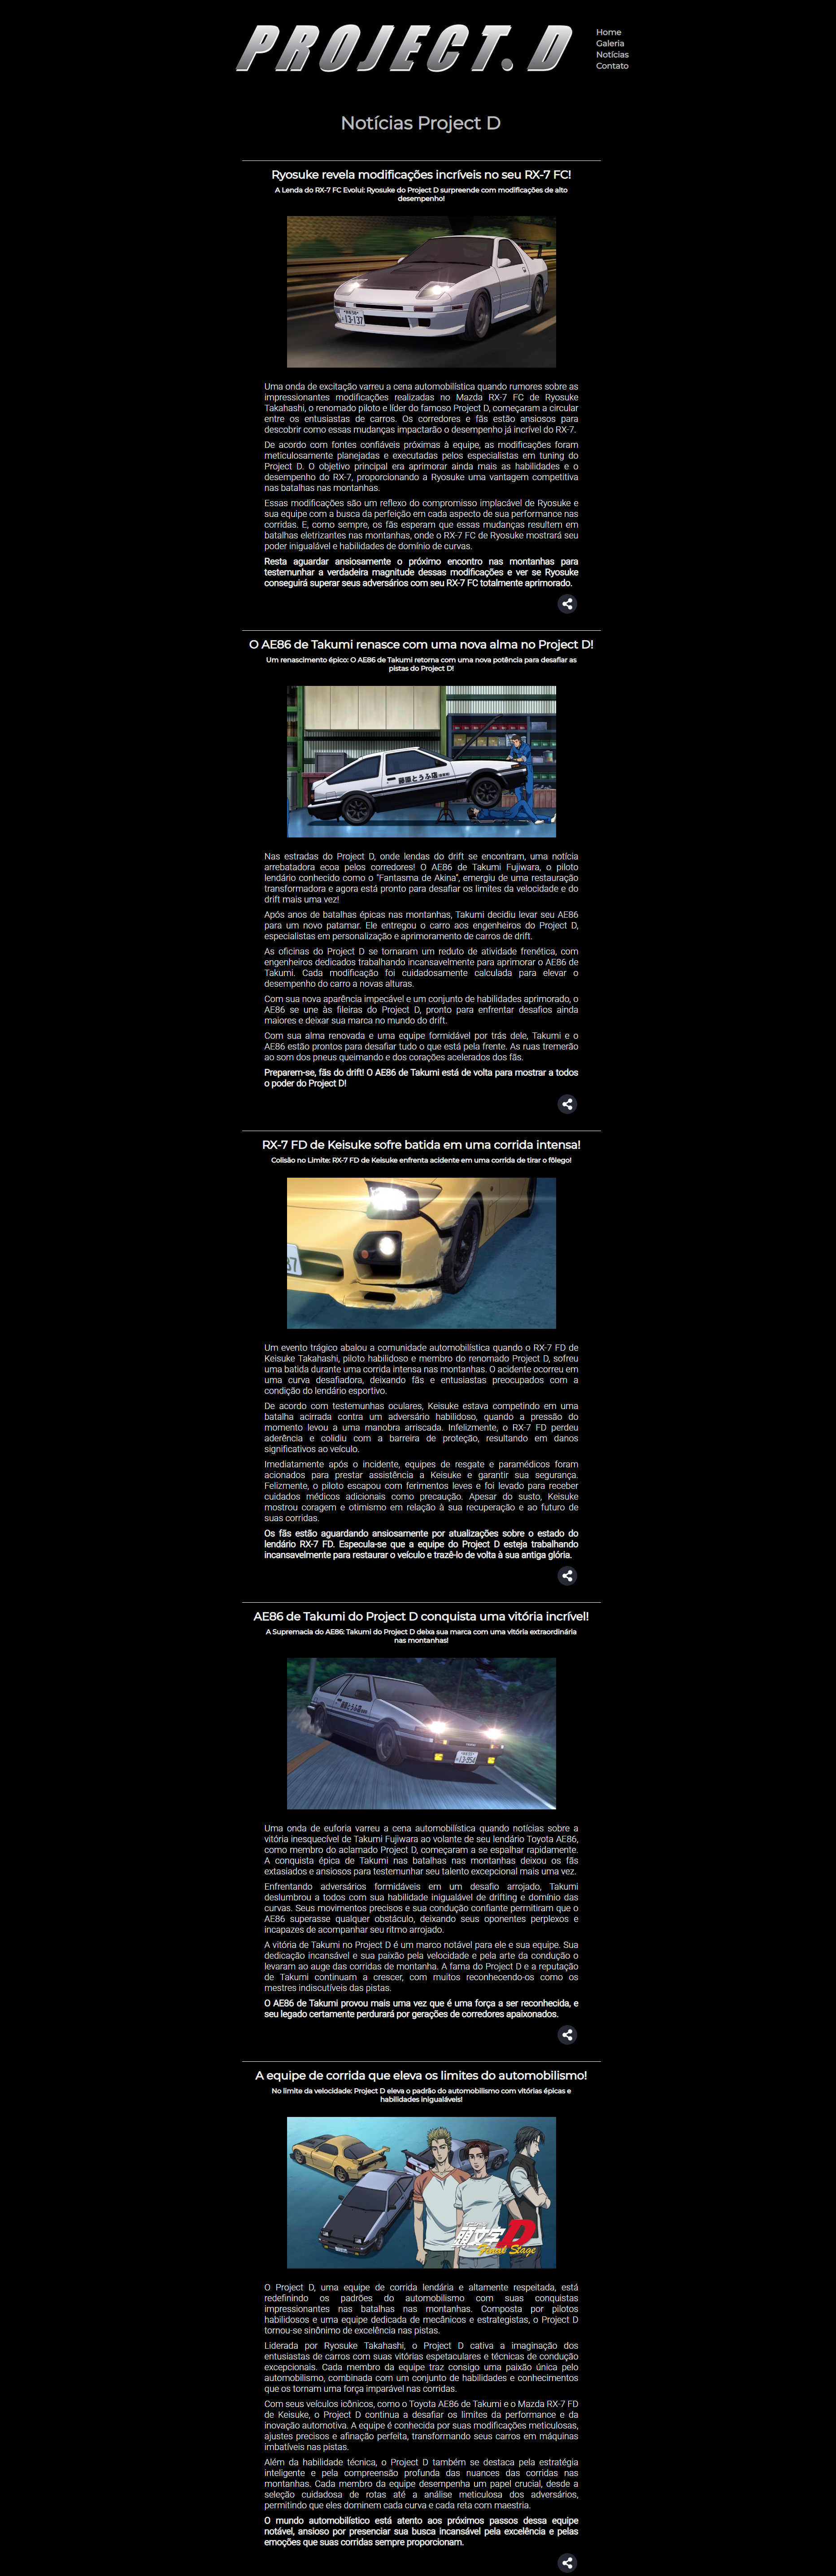 PROJECT. D
Home
Galeria
Notícias
Contato
Notícias Project D
Ryosuke revela modificações incríveis no seu RX-7 FC!
A Lenda do RX-7 FC Evolui: Ryosuke do Project D surpreende com modificações de alto
desempenho!
13-137
Uma onda de excitação varreu a cena automobilística quando rumores sobre as
impressionantes modificações realizadas no Mazda RX-7 FC de Ryosuke
Takahashi, o renomado piloto e líder do famoso Project D, começaram a circular
entre os entusiastas de carros. Os corredores e fãs estão ansiosos para
descobrir como essas mudanças impactarão o desempenho já incrível do RX-7.
De acordo com fontes confiáveis próximas à equipe, as modificações foram
meticulosamente planejadas e executadas pelos especialistas em tuning do
Project D. O objetivo principal era aprimorar ainda mais as habilidades e o
desempenho do RX-7, proporcionando a Ryosuke uma vantagem competitiva
nas batalhas nas montanhas.
Essas modificações são um reflexo do compromisso implacável de Ryosuke e
sua equipe com a busca da perfeição em cada aspecto de sua performance nas
corridas. E, como sempre, os fãs esperam que essas mudanças resultem em
batalhas eletrizantes nas montanhas, onde o RX-7 FC de Ryosuke mostrará seu
poder inigualável e habilidades de domínio de curvas.
Resta aguardar ansiosamente o próximo encontro nas montanhas para
testemunhar a verdadeira magnitude dessas modificações e ver se Ryosuke
conseguirá superar seus adversários com seu RX-7 FC totalmente aprimorado.
O AE86 de Takumi renasce com uma nova alma no Project D!
Um renascimento épico: O AE86 de Takumi retorna com uma nova potência para desafiar as
pistas do Project D!
藤原とうふ店
Nas estradas do Project D, onde lendas do drift se encontram, uma notícia
arrebatadora ecoa pelos corredores! O AE86 de Takumi Fujiwara, o piloto
lendário conhecido como o "Fantasma de Akina", emergiu de uma restauração
transformadora e agora está pronto para desafiar os limites da velocidade e do
drift mais uma vez!
Após anos de batalhas épicas nas montanhas, Takumi decidiu levar seu AE86
para um novo patamar. Ele entregou o carro aos engenheiros do Project D,
especialistas em personalização e aprimoramento de carros de drift.
As oficinas do Project D se tornaram um reduto de atividade frenética, com
engenheiros dedicados trabalhando incansavelmente para aprimorar o AE86 de
Takumi. Cada modificação foi cuidadosamente calculada para elevar o
desempenho do carro a novas alturas.
Com sua nova aparência impecável e um conjunto de habilidades aprimorado, o
AE86 se une às fileiras do Project D, pronto para enfrentar desafios ainda
maiores e deixar sua marca no mundo do drift.
Com sua alma renovada e uma equipe formidável por trás dele, Takumi e o
AE86 estão prontos para desafiar tudo o que está pela frente. As ruas tremerão
ao som dos pneus queimando e dos corações acelerados dos fãs.
Preparem-se, fãs do drift! O AE86 de Takumi está de volta para mostrar a todos
o poder do Project D!
RX-7 FD de Keisuke sofre batida em uma corrida intensa!
Colisão no Limite: RX-7 FD de Keisuke enfrenta acidente em uma corrida de tirar o fôlego!
Um evento trágico abalou a comunidade automobilística quando o RX-7 FD de
Keisuke Takahashi, piloto habilidoso e membro do renomado Project D, sofreu
uma batida durante uma corrida intensa nas montanhas. O acidente ocorreu em
uma curva desafiadora, deixando fãs e entusiastas preocupados com a
condição do lendário esportivo.
De acordo com testemunhas oculares, Keisuke estava competindo em uma
batalha acirrada contra um adversário habilidoso, quando a pressão do
momento levou a uma manobra arriscada. Infelizmente, o RX-7 FD perdeu
aderência e colidiu com a barreira de proteção, resultando em danos
significativos ao veículo.
Imediatamente após o incidente, equipes de resgate e paramédicos foram
acionados para prestar assistência a Keisuke e garantir sua segurança.
Felizmente, o piloto escapou com ferimentos leves e foi levado para receber
cuidados médicos adicionais como precaução. Apesar do susto, Keisuke
mostrou coragem e otimismo em relação à sua recuperação e ao futuro de
suas corridas.
Os fãs estão aguardando ansiosamente por atualizações sobre o estado do
lendário RX-7 FD. Especula-se que a equipe do Project D esteja trabalhando
incansavelmente para restaurar o veículo e trazê-lo de volta à sua antiga glória.
AE86 de Takumi do Project D conquista uma vitória incrível!
A Supremacia do AE86: Takumi do Project D deixa sua marca com uma vitória extraordinária
nas montanhas!
Uma onda de euforia varreu a cena automobilística quando notícias sobre a
vitória inesquecível de Takumi Fujiwara ao volante de seu lendário Toyota AE86,
como membro do aclamado Project D, começaram a se espalhar rapidamente.
A conquista épica de Takumi nas batalhas nas montanhas deixou os fãs
extasiados e ansiosos para testemunhar seu talento excepcional mais uma vez.
Enfrentando adversários formidáveis em um desafio arrojado, Takumi
deslumbrou a todos com sua habilidade inigualável de drifting e domínio das
curvas. Seus movimentos precisos e sua condução confiante permitiram que o
AE86 superasse qualquer obstáculo, deixando seus oponentes perplexos e
incapazes de acompanhar seu ritmo arrojado.
A vitória de Takumi no Project D é um marco notável para ele e sua equipe. Sua
dedicação incansável e sua paixão pela velocidade e pela arte da condução o
levaram ao auge das corridas de montanha. A fama do Project D e a reputação
de Takumi continuam a crescer, com muitos reconhecendo-os como os
mestres indiscutíveis das pistas.
O AE86 de Takumi provou mais uma vez que é uma força a ser reconhecida, e
seu legado certamente perdurará por gerações de corredores apaixonados.
A equipe de corrida que eleva os limites do automobilismo!
No limite da velocidade: Project D eleva o padrão do automobilismo com vitórias épicas e
habilidades inigualáveis!
頭文字D
Final Stage
O Project D, uma equipe de corrida lendária e altamente respeitada, está
redefinindo os padrões do automobilismo com suas conquistas
impressionantes nas batalhas nas montanhas. Composta por pilotos
habilidosos e uma equipe dedicada de mecânicos e estrategistas, o Project D
tornou-se sinônimo de excelência nas pistas.
Liderada por Ryosuke Takahashi, o Project D cativa a imaginação dos
entusiastas de carros com suas vitórias espetaculares e técnicas de condução
excepcionais. Cada membro da equipe traz consigo uma paixão única pelo
automobilismo, combinada com um conjunto de habilidades e conhecimentos
que os tornam uma força imparável nas corridas.
Com seus veículos icônicos, como o Toyota AE86 de Takumi e o Mazda RX-7 FD
de Keisuke, o Project D continua a desafiar os limites da performance e da
inovação automotiva. A equipe é conhecida por suas modificações meticulosas,
ajustes precisos e afinação perfeita, transformando seus carros em máquinas
imbatíveis nas pistas.
Além da habilidade técnica, o Project D também se destaca pela estratégia
inteligente e pela compreensão profunda das nuances das corridas nas
montanhas. Cada membro da equipe desempenha um papel crucial, desde a
seleção cuidadosa de rotas até a análise meticulosa dos adversários,
permitindo que eles dominem cada curva e cada reta com maestria.
O mundo automobilístico está atento aos próximos passos dessa equipe
notável, ansioso por presenciar sua busca incansável pela excelência e pelas
emoções que suas corridas sempre proporcionam.